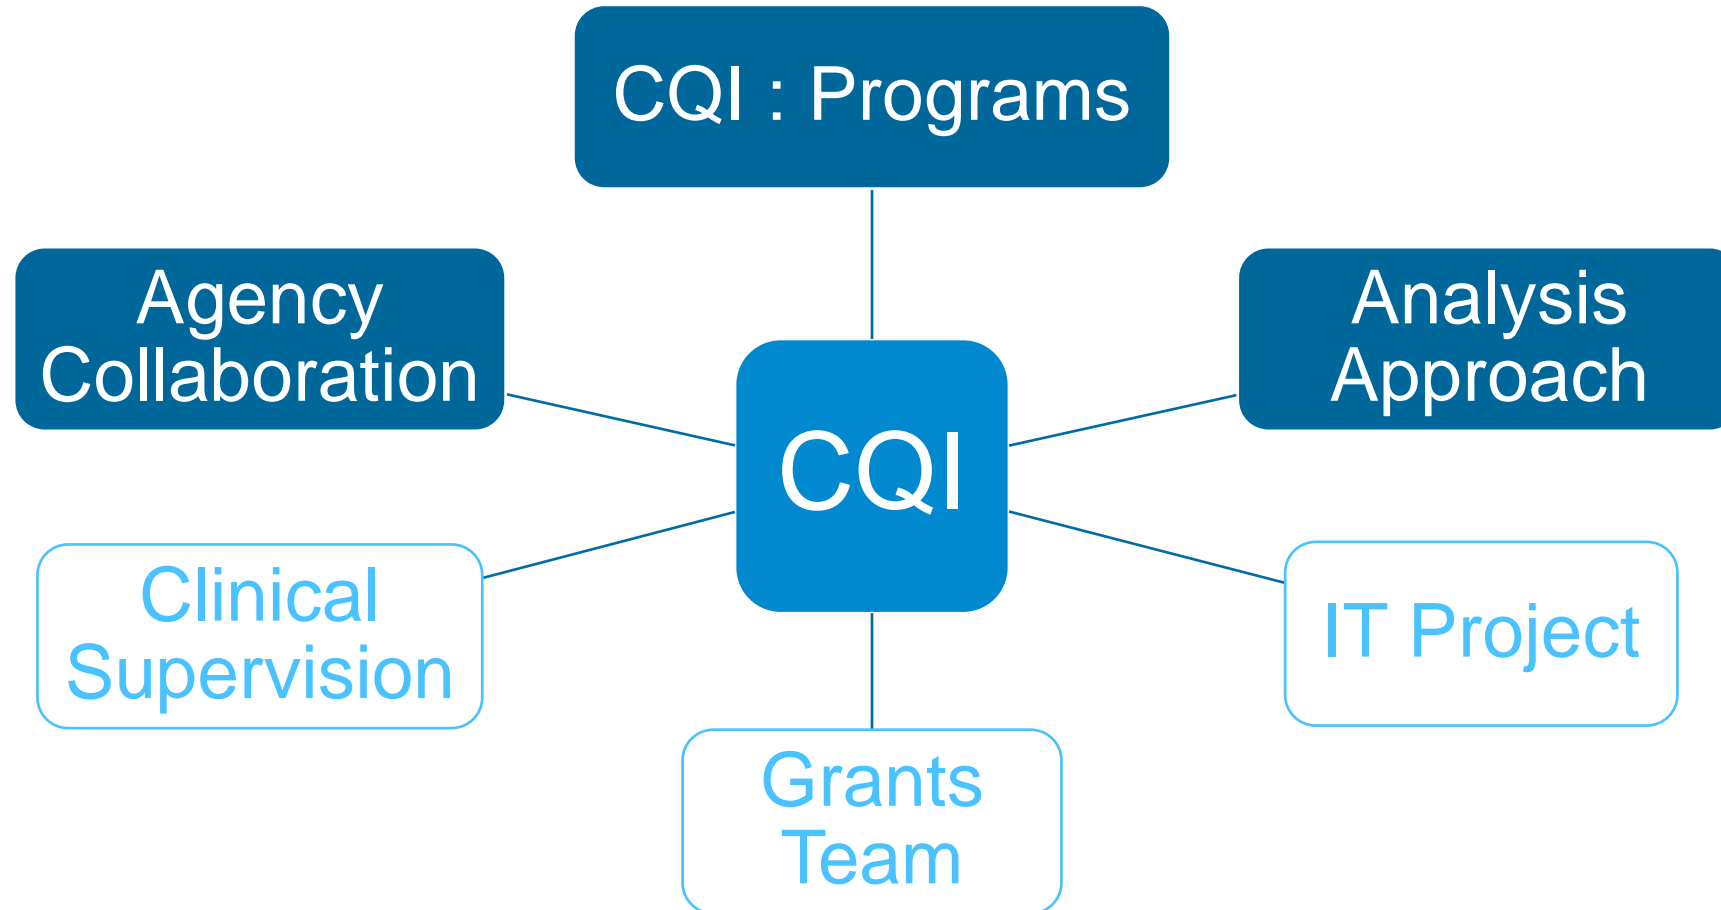 CQI : Programs
Agency
Collaboration
Analysis
Approach
CQI
Clinical
Supervision
IT Project
Grants
Team